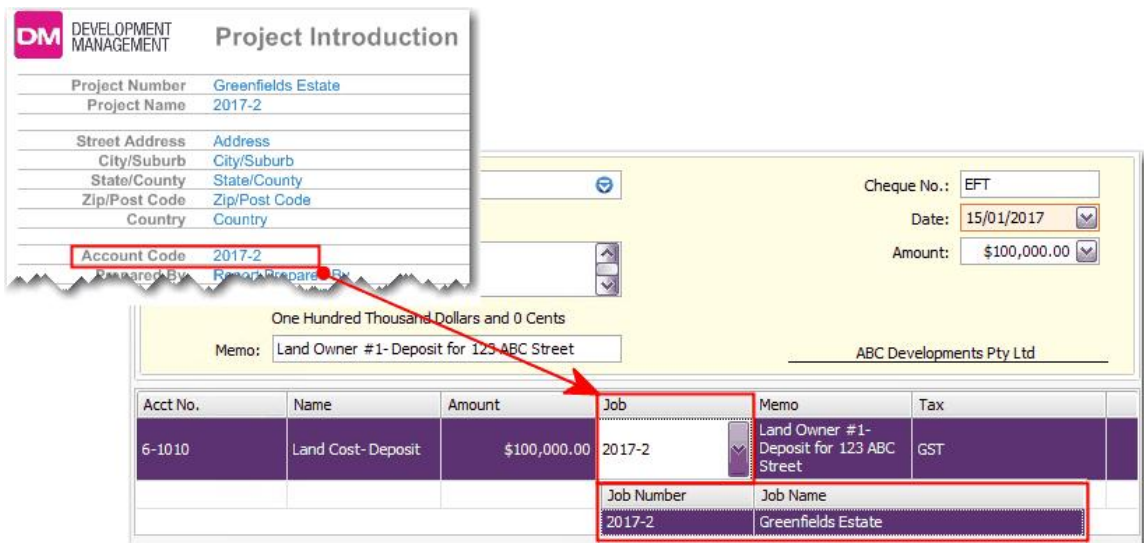 DM DEVELOPMENT
MANAGEMENT
Project Introduction
Project Number Greenfields Estate
Project Name 2017-2
Street Address Address
City/Suburb City/Suburb
State/County State/County
Zip/Post Code Zip/Post Code
Country Country
Account Code 2017-2
Prepared By Report Prepared By
Cheque No.: EFT
Date: 15/01/2017
Amount: $100,000.00
One Hundred Thousand Dollars and 0 Cents
Memo: Land Owner #1- Deposit for 123 ABC Street
ABC Developments Pty Ltd
Acct No. Name Amount Job Memo Tax
6-1010 Land Cost- Deposit $100,000.00 2017-2 Land Owner #1-
Deposit for 123 ABC
Street GST
Job Number Job Name
2017-2 Greenfields Estate